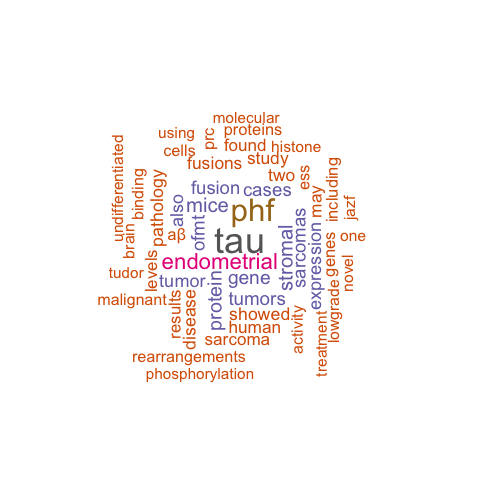 molecular
using
proteins
prc
found
histone
cells
fusions
study
undifferentiated
binding
pathology
two
ess
including
fusion
cases
may
jazf
also
mice
phf
brain
aβ
ofmt
tau
stromal
sarcomas
expression
genes
one
endometrial
levels
novel
tudor
tumor
gene
protein
malignant
tumors
results
disease
showed
human
activity
treatment
lowgrade
sarcoma
rearrangements
phosphorylation